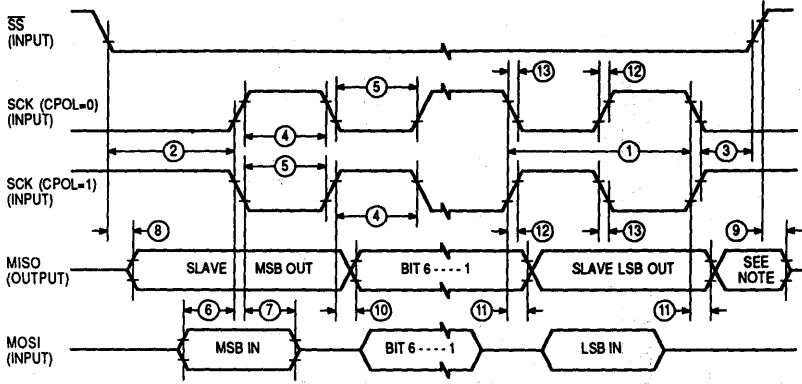 SS
(INPUT)
13
12
5
SCK (CPOL=0)
(INPUT)
4
2
5
1
3
SCK (CPOL=1)
(INPUT)
4
8
12
13
9
MISO
(OUTPUT)
SLAVE MSB OUT
BIT 6 - - - - 1
SLAVE LSB OUT
SEE
NOTE
6
7
10
11
11
MOSI
(INPUT)
MSB IN
BIT 6 - - - - 1
LSB IN